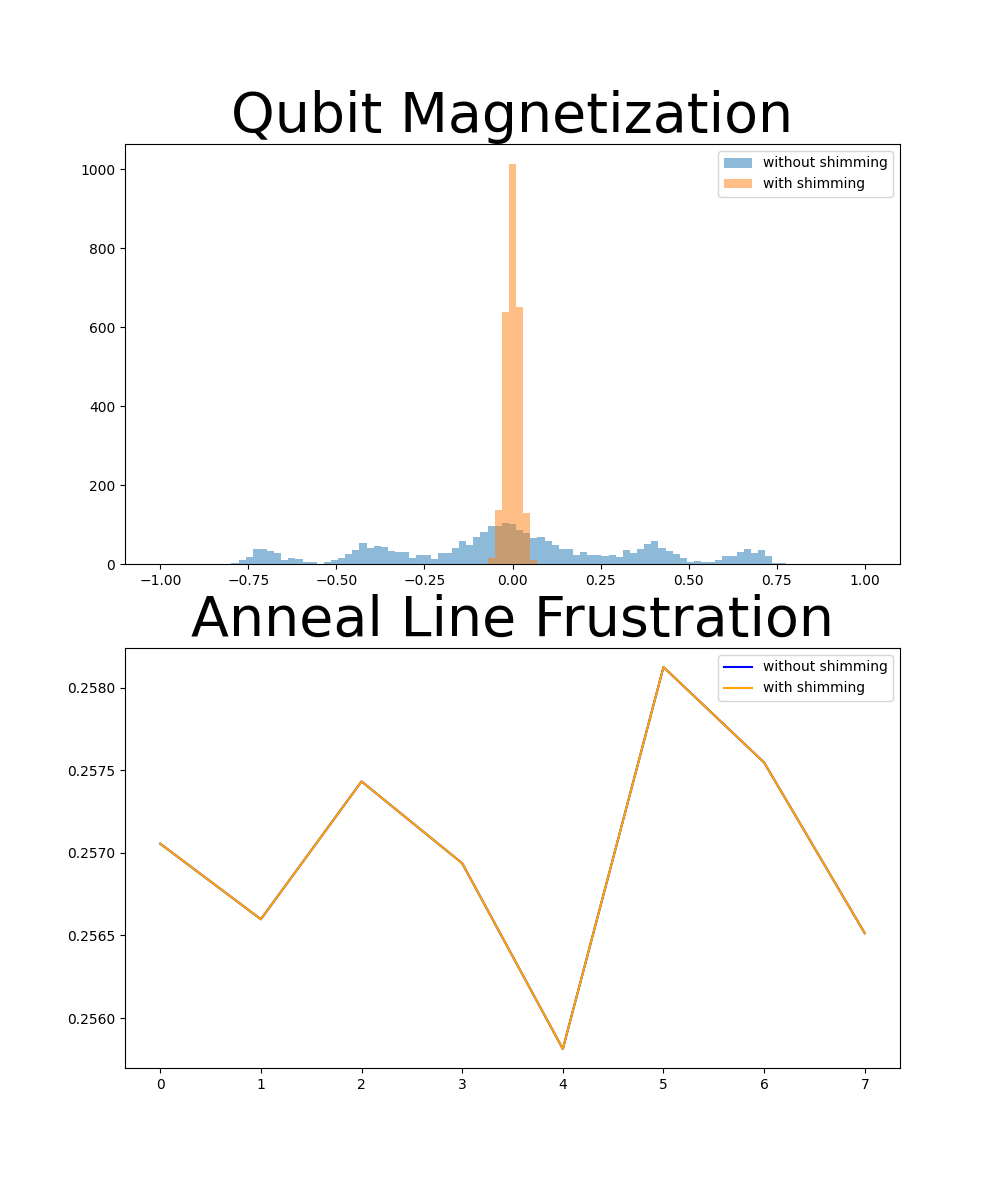 Qubit Magnetization
without shimming
with shimming
1000
800
600
400
200
0
−1.00 −0.75 −0.50 −0.25 0.00 0.25 0.50 0.75 1.00
Anneal Line Frustration
without shimming
with shimming
0.2580
0.2575
0.2570
0.2565
0.2560
0 1 2 3 4 5 6 7